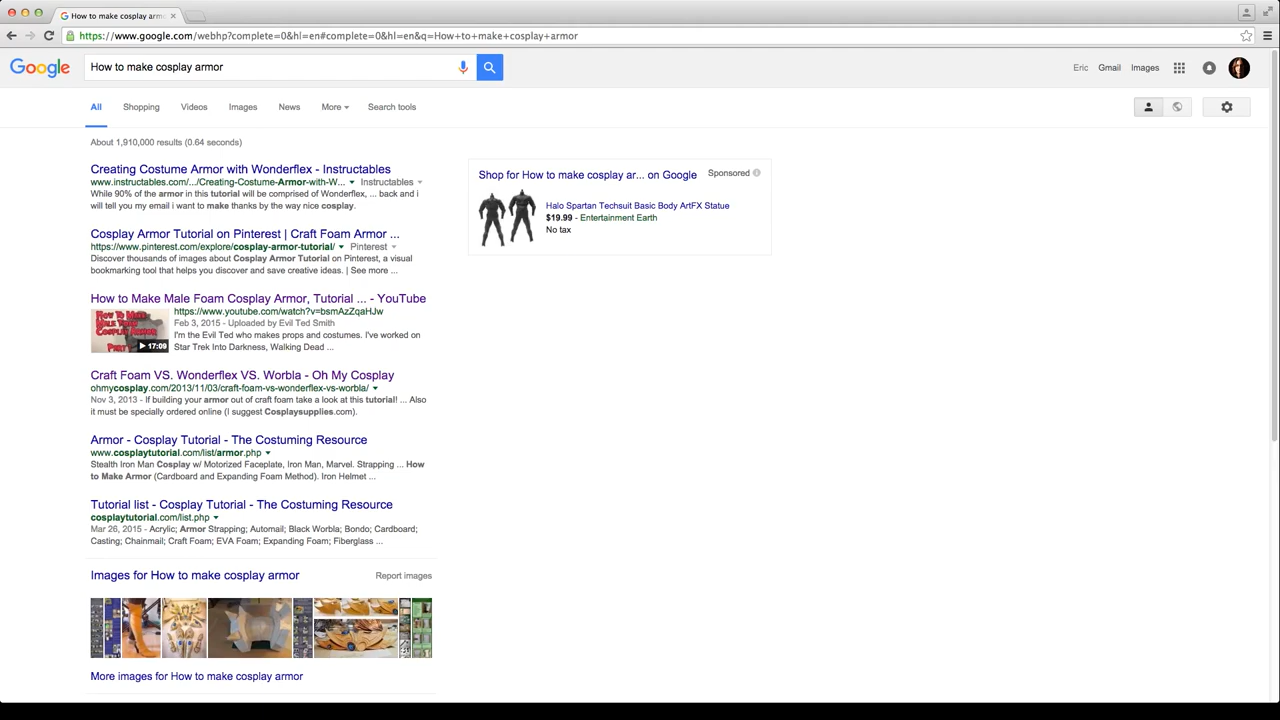 How to make cosplay armo
https://www.google.com/webhp?complete=0&hl=en#complete=0&hl=en&q=How+to+make+cosplay+armor
Google
How to make cosplay armor
Eric
Gmail
Images
All
Shopping
Videos
Images
News
More
Search tools
About 1,910,000 results (0.64 seconds)
Creating Costume Armor with Wonderflex - Instructables
www.instructables.com/.../Creating-Costume-Armor-with-W... Instructables
While 90% of the armor in this tutorial will be comprised of Wonderflex, ... back and i
will tell you my email i want to make thanks by the way nice cosplay.
Cosplay Armor Tutorial on Pinterest | Craft Foam Armor ...
https://www.pinterest.com/explore/cosplay-armor-tutorial/ Pinterest
Discover thousands of images about Cosplay Armor Tutorial on Pinterest, a visual
bookmarking tool that helps you discover and save creative ideas. | See more ...
How to Make Male Foam Cosplay Armor, Tutorial ... - YouTube
How To Make
Male Foam
Cosplay Armor
Part
17:09
https://www.youtube.com/watch?v=bsmAzZqaHJw
Feb 3, 2015 - Uploaded by Evil Ted Smith
I'm the Evil Ted who makes props and costumes. I've worked on
Star Trek Into Darkness, Walking Dead ...
Craft Foam VS. Wonderflex VS. Worbla - Oh My Cosplay
ohmycosplay.com/2013/11/03/craft-foam-vs-wonderflex-vs-worbla/
Nov 3, 2013 - If building your armor out of craft foam take a look at this tutorial! ... Also
it must be specially ordered online (I suggest Cosplaysupplies.com).
Armor - Cosplay Tutorial - The Costuming Resource
www.cosplaytutorial.com/list/armor.php
Stealth Iron Man Cosplay w/ Motorized Faceplate, Iron Man, Marvel. Strapping ... How
to Make Armor (Cardboard and Expanding Foam Method). Iron Helmet ...
Tutorial list - Cosplay Tutorial - The Costuming Resource
cosplaytutorial.com/list.php
Mar 26, 2015 - Acrylic; Armor Strapping; Automail; Black Worbla; Bondo; Cardboard;
Casting; Chainmail; Craft Foam; EVA Foam; Expanding Foam; Fiberglass ...
Images for How to make cosplay armor
Report images
More images for How to make cosplay armor
Shop for How to make cosplay ar... on Google
Sponsored
Halo Spartan Techsuit Basic Body ArtFX Statue
$19.99 - Entertainment Earth
No tax